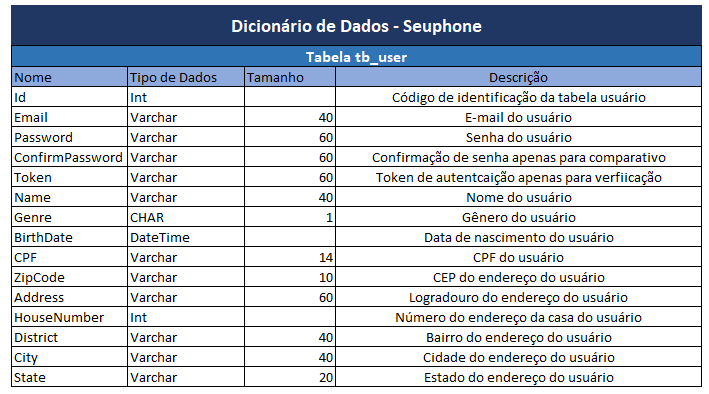 Dicionário de Dados - Seuphone
Tabela tb_user
Nome Tipo de Dados Tamanho Descrição
Id Int Código de identificação da tabela usuário
Email Varchar 40 E-mail do usuário
Password Varchar 60 Senha do usuário
ConfirmPassword Varchar 60 Confirmação de senha apenas para comparativo
Token Varchar 60 Token de autentcaição apenas para verfiicação
Name Varchar 40 Nome do usuário
Genre CHAR 1 Gênero do usuário
BirthDate DateTime Data de nascimento do usuário
CPF Varchar 14 CPF do usuário
ZipCode Varchar 10 CEP do endereço do usuário
Address Varchar 60 Logradouro do endereço do usuário
HouseNumber Int Número do endereço da casa do usuário
District Varchar 40 Bairro do endereço do usuário
City Varchar 40 Cidade do endereço do usuário
State Varchar 20 Estado do endereço do usuário